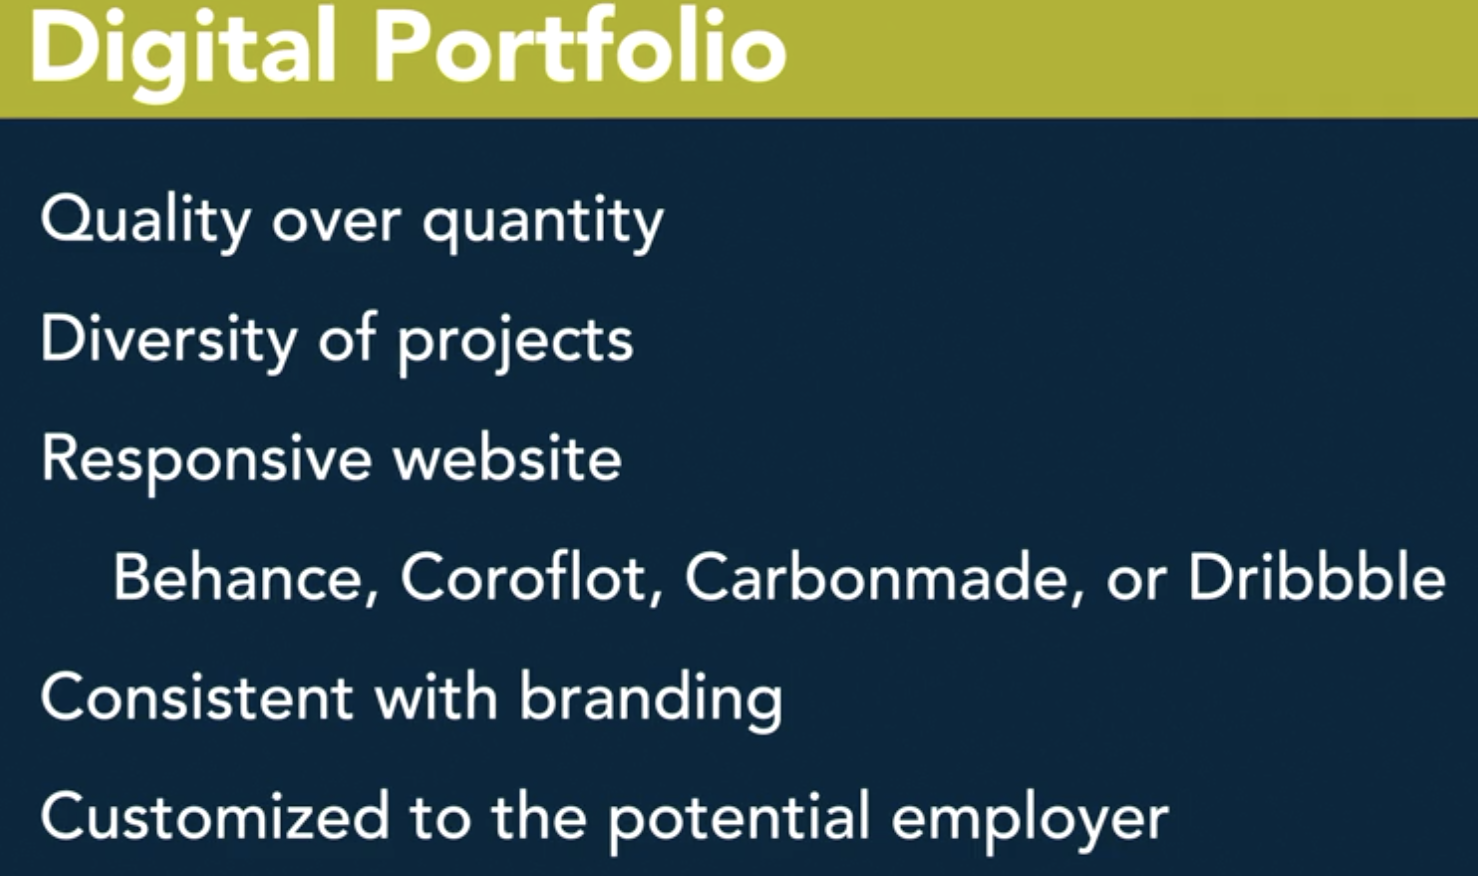 Digital Portfolio
Quality over quantity
Diversity of projects
Responsive website
Behance, Coroflot, Carbonmade, or Dribbble
Consistent with branding
Customized to the potential employer